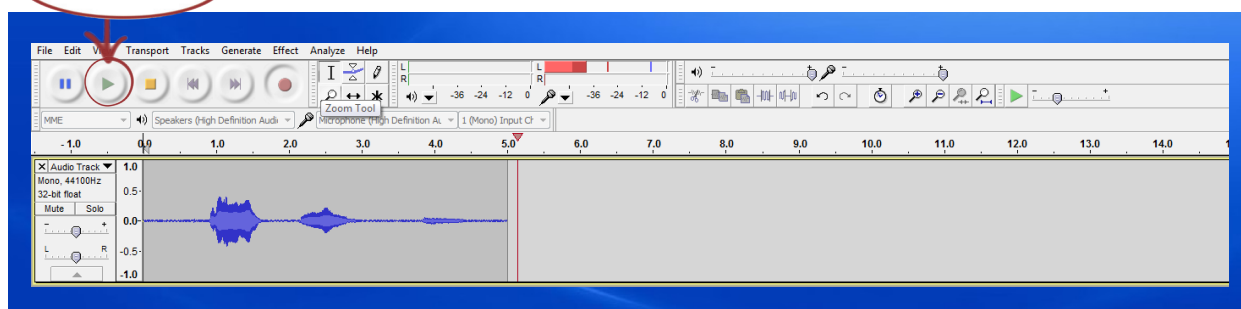 File Edit Transport Tracks Generate Effect Analyze Help
L
R
L
R
-36 -24 -12 0
-36 -24 -12 0
Zoom Tool
MME
Speakers (High Definition Audi
Microphone (High Definition Au
1 (Mono) Input Ch
-1.0 1.0 2.0 3.0 4.0 5.0 6.0 7.0 8.0 9.0 10.0 11.0 12.0 13.0 14.0
X Audio Track
Mono, 44100Hz
32-bit float
Mute Solo
- +
L R
1.0
0.5
0.0
-0.5
-1.0